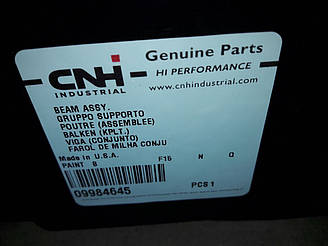 CNH
INDUSTRIAL
Genuine Parts
HI PERFORMANCE
www.cnhindustrial.com
BEAM ASSY.
GRUPPO SUPPORTO
POUTRE (ASSEMBLEE)
BALKEN (KPLT.)
VIGA (CONJUNTO)
FAROL DE MILHA CONJU
Made in U.S.A.
PAINT B F15 N Q
09984645 PCS 1